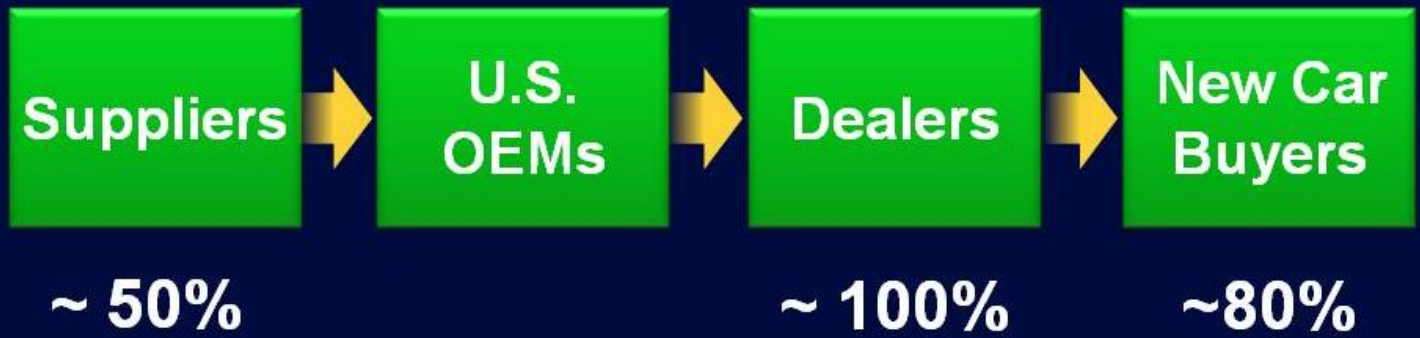 Suppliers
U.S.
OEMs
Dealers
New Car
Buyers
~ 50%
~ 100%
~80%